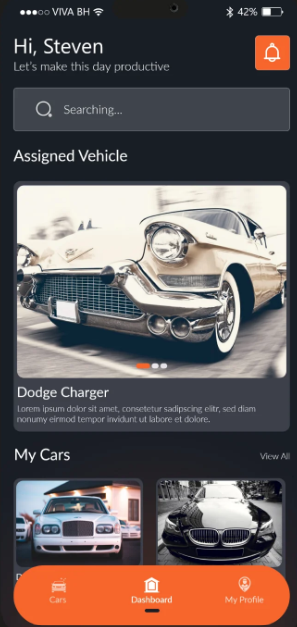 VIVA BH 42%
Hi, Steven
Let's make this day productive
Searching...
Assigned Vehicle
Dodge Charger
Lorem ipsum dolor sit amet, consetetur sadipscing elitr, sed diam
nonumy eirmod tempor invidunt ut labore et dolore.
My Cars View All
Cars Dashboard My Profile